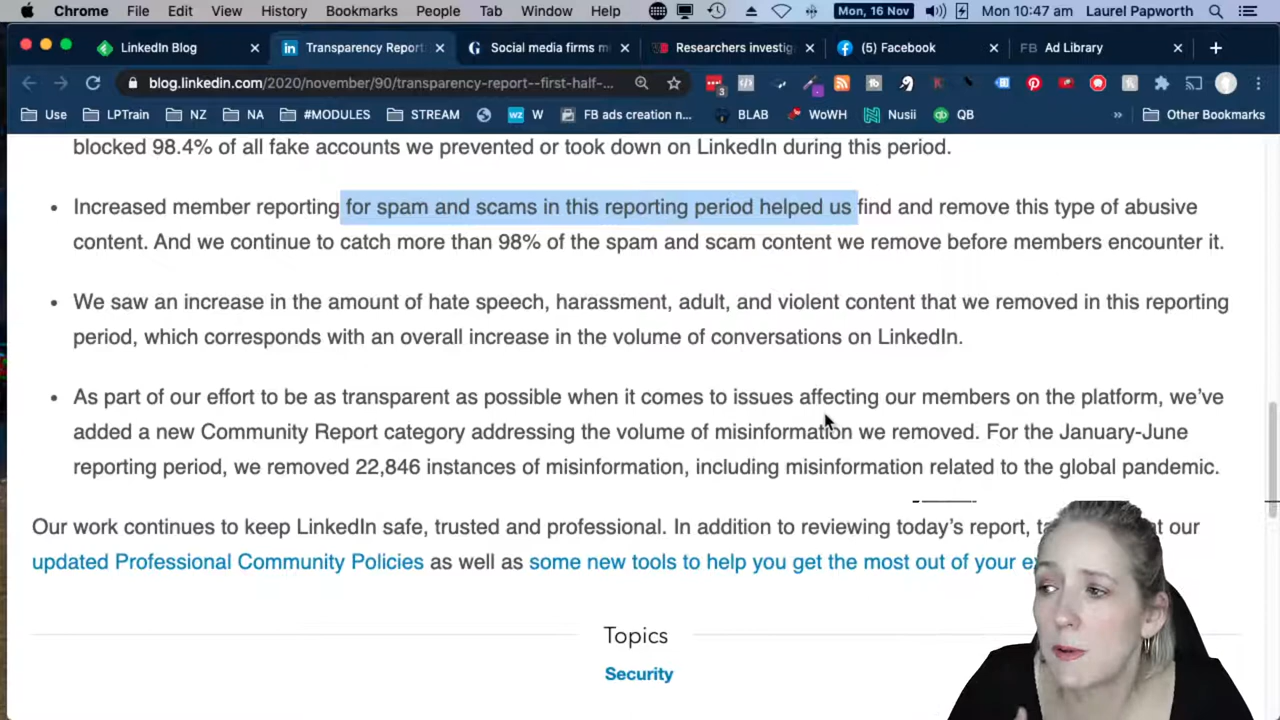 Chrome File Edit View History Bookmarks People Tab Window Help Mon, 16 Nov Mon 10:47 am Laurel Papworth
LinkedIn Blog Transparency Report Social media firms m Researchers investig (5) Facebook FB Ad Library
blog.linkedin.com/2020/november/90/transparency-report--first-half-... 3
Use LPTrain NZ NA #MODULES STREAM WZ W FB ads creation n... BLAB WoWH Nusii QB » Other Bookmarks
blocked 98.4% of all fake accounts we prevented or took down on LinkedIn during this period.
• Increased member reporting for spam and scams in this reporting period helped us find and remove this type of abusive
content. And we continue to catch more than 98% of the spam and scam content we remove before members encounter it.
• We saw an increase in the amount of hate speech, harassment, adult, and violent content that we removed in this reporting
period, which corresponds with an overall increase in the volume of conversations on LinkedIn.
• As part of our effort to be as transparent as possible when it comes to issues affecting our members on the platform, we've
added a new Community Report category addressing the volume of misinformation we removed. For the January-June
reporting period, we removed 22,846 instances of misinformation, including misinformation related to the global pandemic.
Our work continues to keep LinkedIn safe, trusted and professional. In addition to reviewing today's report, t at our
updated Professional Community Policies as well as some new tools to help you get the most out of your e
Topics
Security